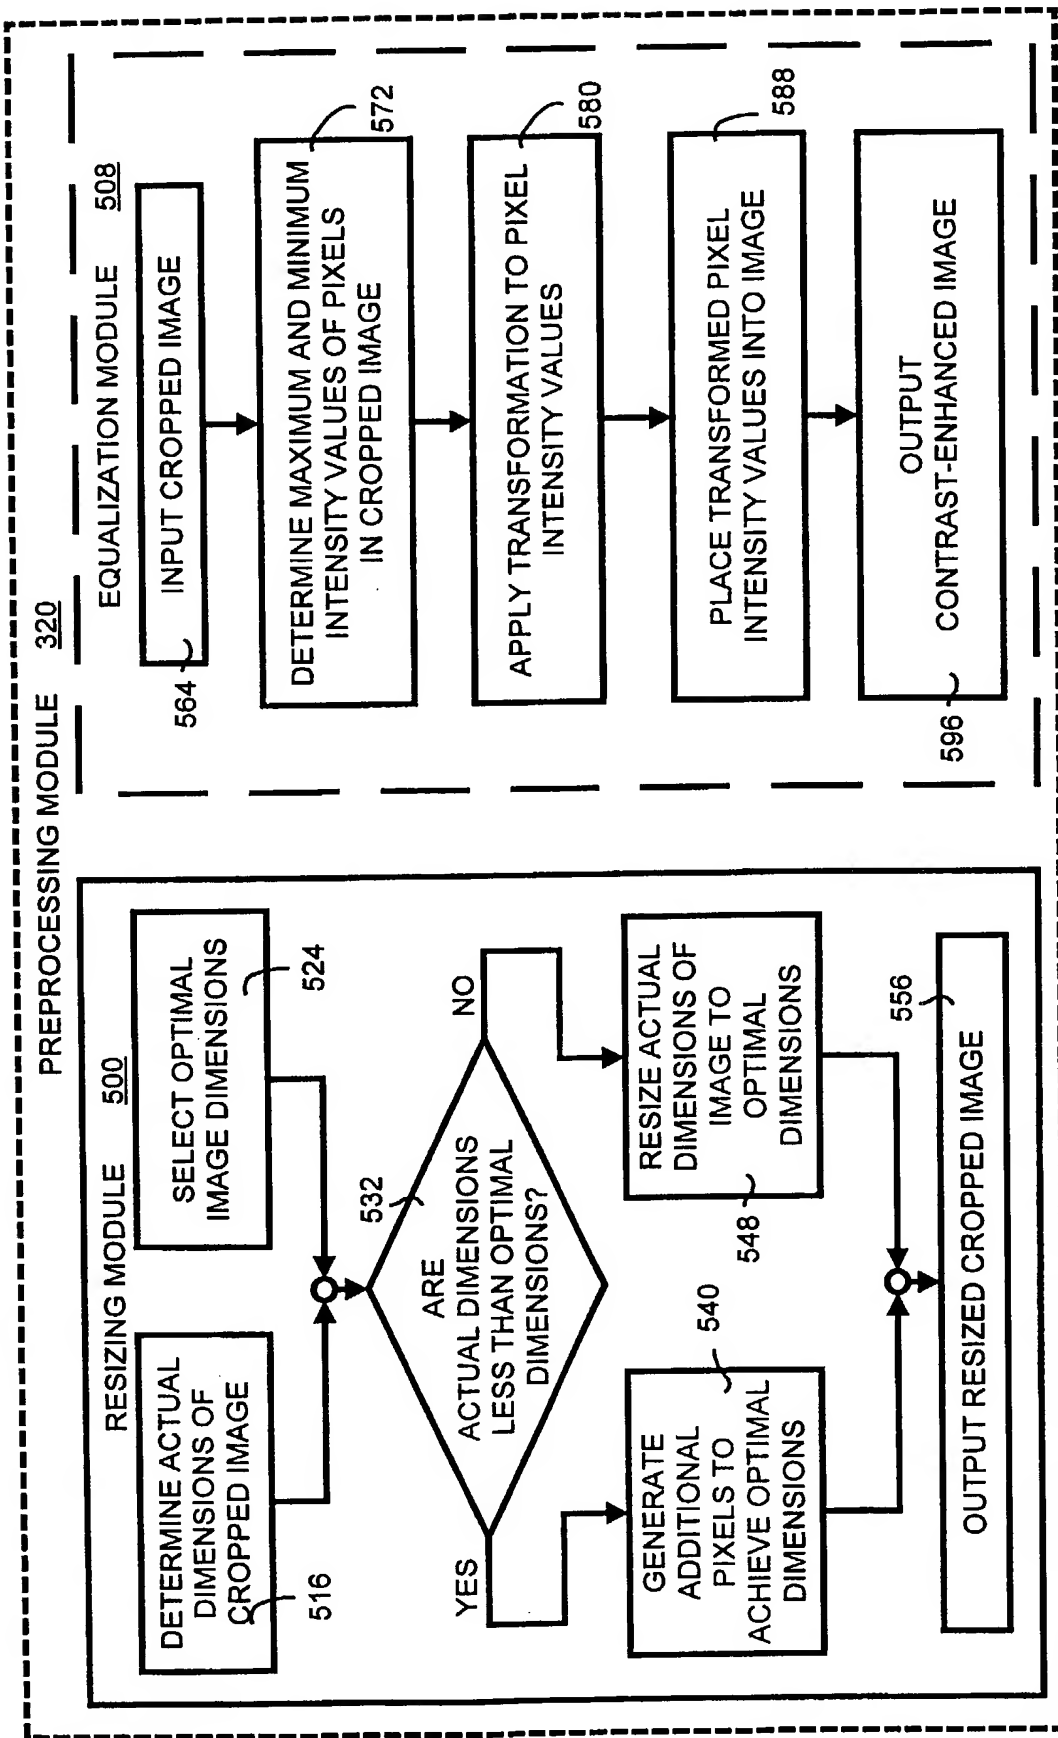 PREPROCESSING MODULE 320
RESIZING MODULE 500
DETERMINE ACTUAL
DIMENSIONS OF
CROPPED IMAGE
516
SELECT OPTIMAL
IMAGE DIMENSIONS
524
532
ARE
ACTUAL DIMENSIONS
LESS THAN OPTIMAL
DIMENSIONS?
YES
NO
GENERATE
ADDITIONAL
PIXELS TO
ACHIEVE OPTIMAL
DIMENSIONS
540
RESIZE ACTUAL
DIMENSIONS OF
IMAGE TO
OPTIMAL
DIMENSIONS
548
556
OUTPUT RESIZED CROPPED IMAGE
EQUALIZATION MODULE 508
INPUT CROPPED IMAGE
564
DETERMINE MAXIMUM AND MINIMUM
INTENSITY VALUES OF PIXELS
IN CROPPED IMAGE
572
APPLY TRANSFORMATION TO PIXEL
INTENSITY VALUES
580
PLACE TRANSFORMED PIXEL
INTENSITY VALUES INTO IMAGE
588
OUTPUT
CONTRAST-ENHANCED IMAGE
596